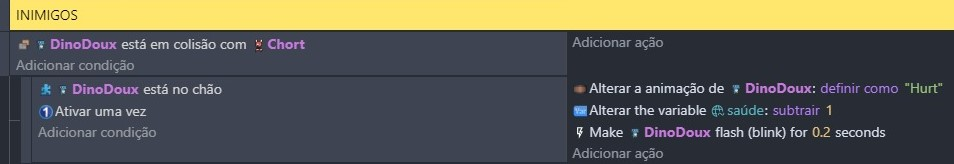 INIMIGOS
DinoDoux está em colisão com Chort
Adicionar condição
Adicionar ação
DinoDoux está no chão
1 Ativar uma vez
Adicionar condição
Alterar a animação de DinoDoux: definir como "Hurt"
Var Alterar the variable saúde: subtrair 1
Make DinoDoux flash (blink) for 0.2 seconds
Adicionar ação